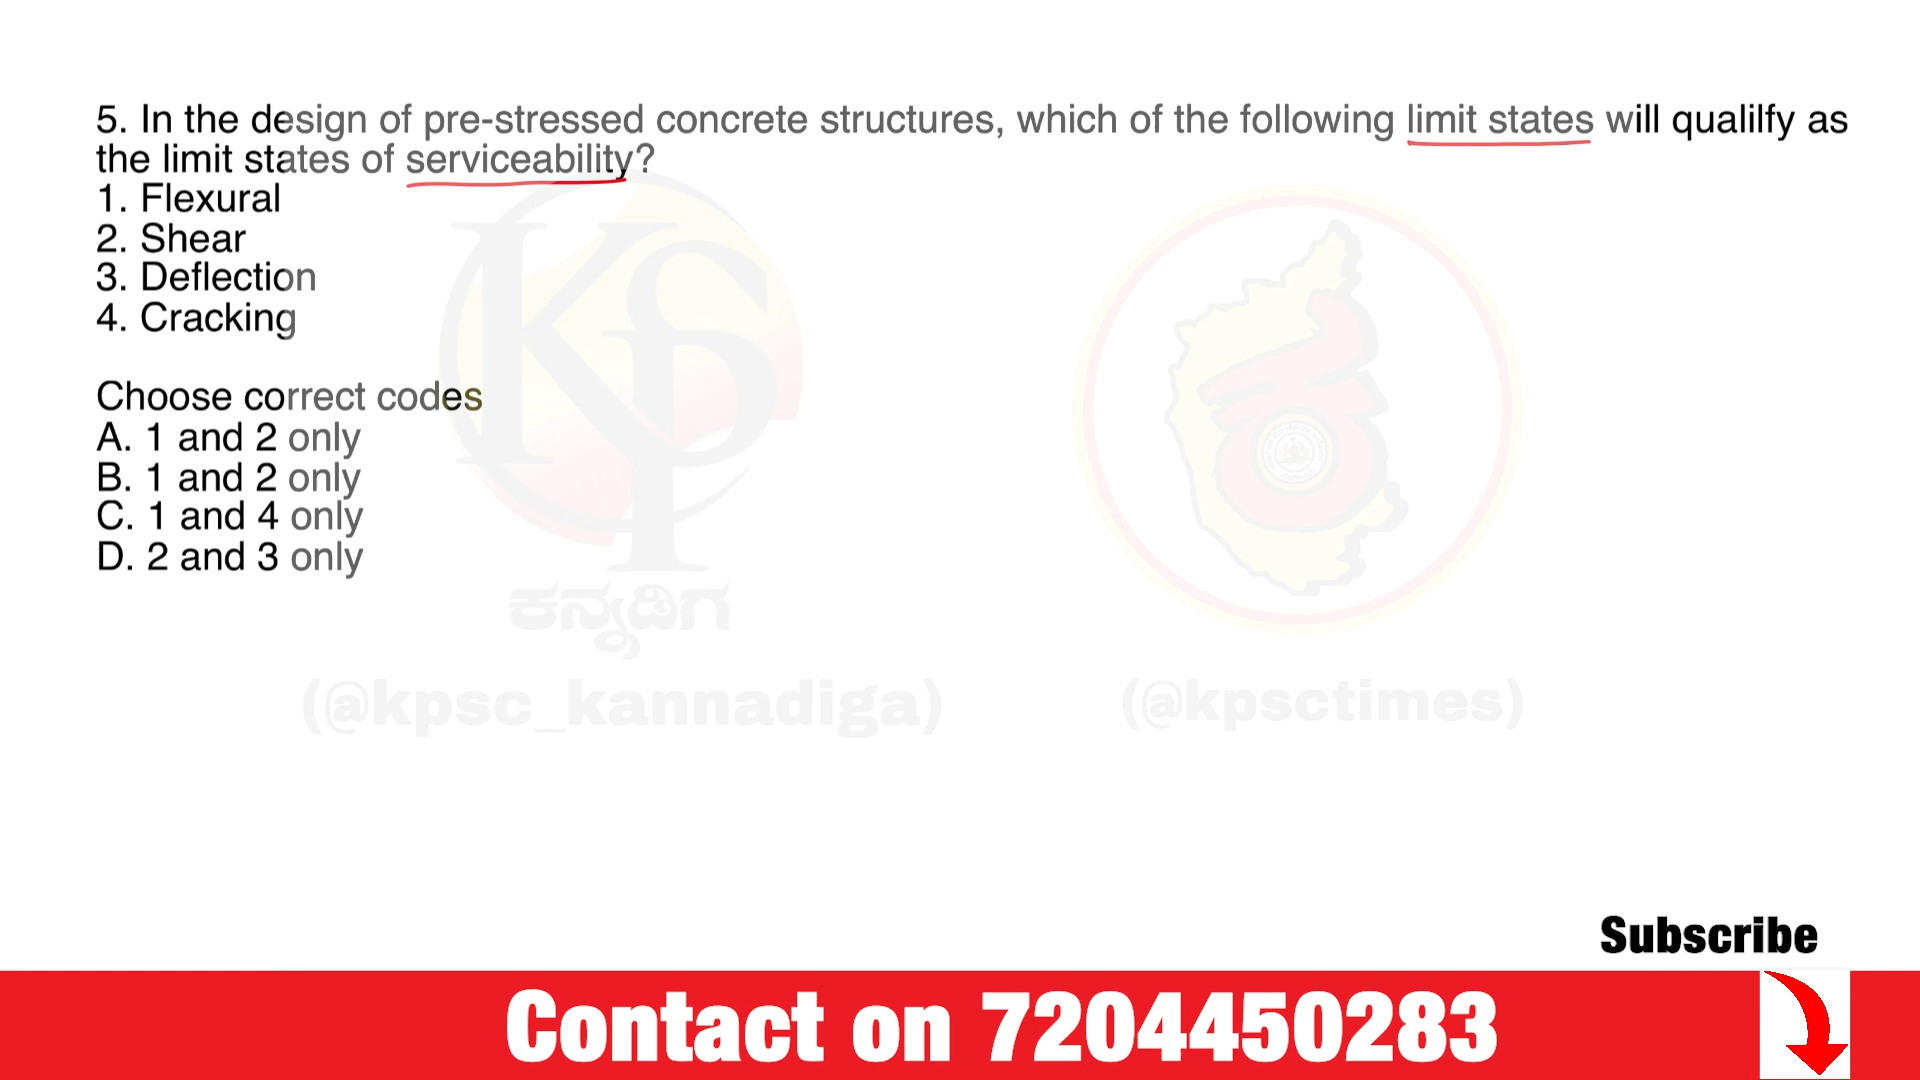 5. In the design of pre-stressed concrete structures, which of the following limit states will qualilfy as
the limit states of serviceability?
1. Flexural
2. Shear
3. Deflection
4. Cracking
Choose correct codes
A. 1 and 2 only
B. 1 and 2 only
C. 1 and 4 only
D. 2 and 3 only
ಕನ್ನಡಿಗ
(@kpsc_kannadiga)
(@kpsctimes)
Subscribe
Contact on 7204450283